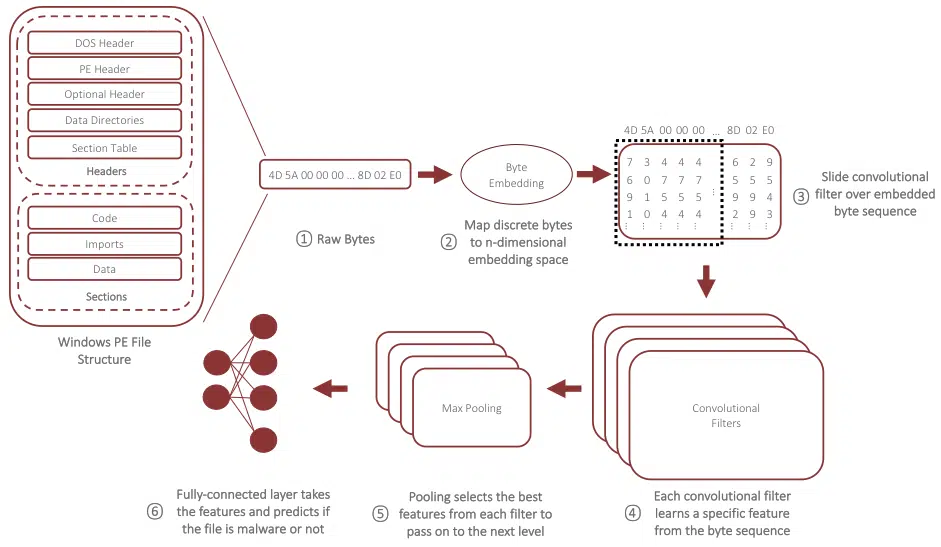 DOS Header
PE Header
Optional Header
Data Directories
Section Table
Headers
Code
Imports
Data
Sections
Windows PE File
Structure
4D 5A 00 00 00 ... 8D 02 E0
① Raw Bytes
Byte
Embedding
② Map discrete bytes
to n-dimensional
embedding space
4D 5A 00 00 00 ... 8D 02 E0
7 3 4 4 4 6 2 9
6 0 7 7 7 ... 5 5 5
9 1 5 5 5 9 9 4
1 0 4 4 4 2 9 3
⋮ ⋮ ⋮ ⋮ ⋮ ⋮ ⋮ ⋮
③ Slide convolutional
filter over embedded
byte sequence
Convolutional
Filters
④ Each convolutional filter
learns a specific feature
from the byte sequence
Max Pooling
⑤ Pooling selects the best
features from each filter to
pass on to the next level
⑥ Fully-connected layer takes
the features and predicts if
the file is malware or not